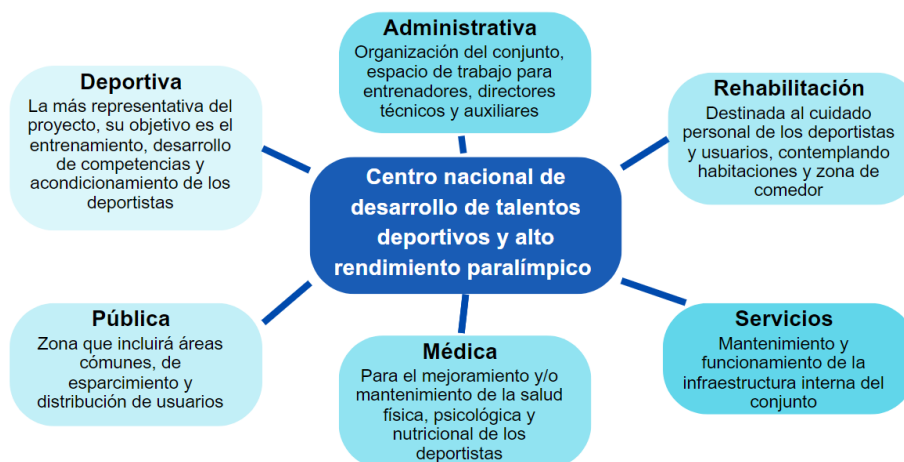 Administrativa
Organización del conjunto,
espacio de trabajo para
entrenadores, directores
técnicos y auxiliares
Deportiva
La más representativa del
proyecto, su objetivo es el
entrenamiento, desarrollo
de competencias y
acondicionamiento de los
deportistas
Rehabilitación
Destinada al cuidado
personal de los deportistas
y usuarios, contemplando
habitaciones y zona de
comedor
Centro nacional de
desarrollo de talentos
deportivos y alto
rendimiento paralímpico
Pública
Zona que incluirá áreas
cómunes, de
esparcimiento y
distribución de usuarios
Médica
Para el mejoramiento y/o
mantenimiento de la salud
física, psicológica y
nutricional de los
deportistas
Servicios
Mantenimiento y
funcionamiento de la
infraestructura interna del
conjunto